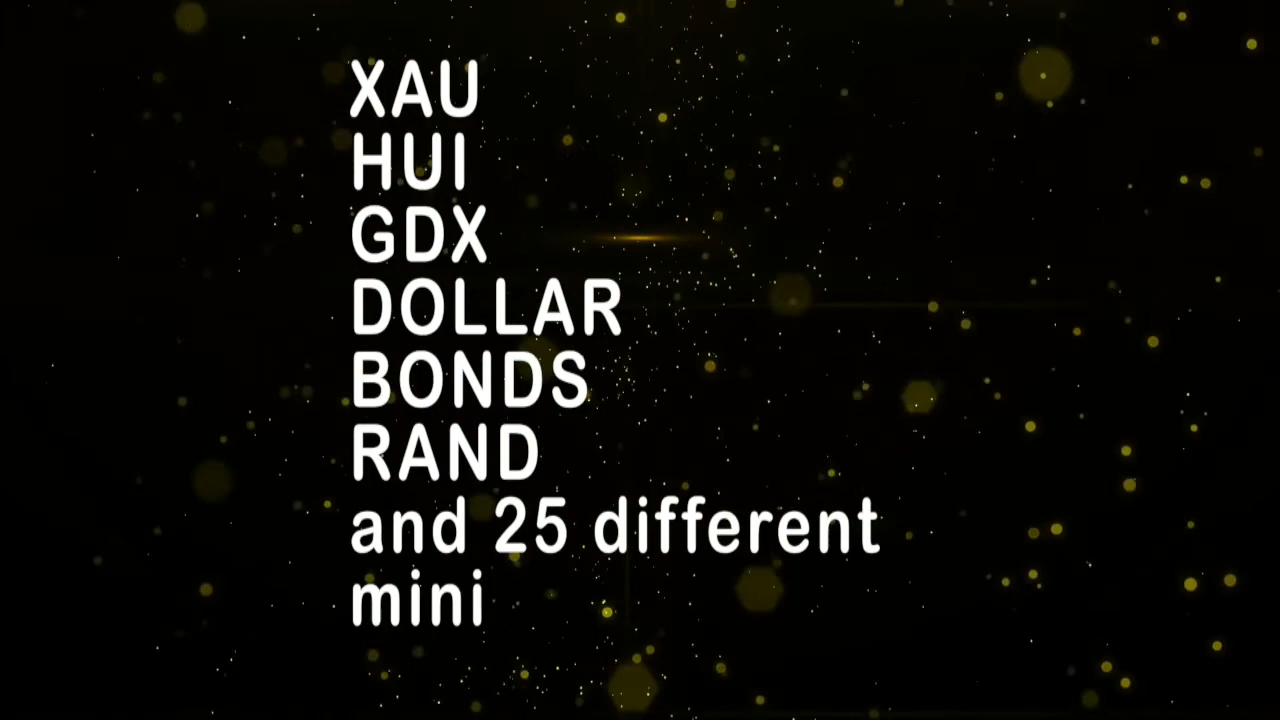 XAU
HUI
GDX
DOLLAR
BONDS
RAND
and 25 different
mini